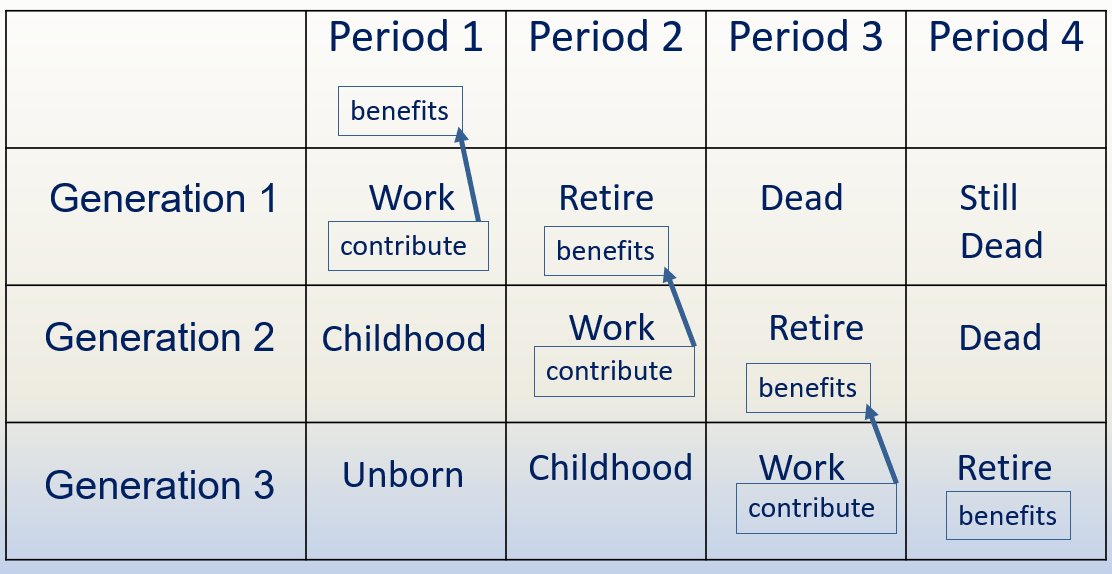 Period 1 Period 2 Period 3 Period 4
benefits
Generation 1 Work Retire Dead Still
Dead
contribute benefits
Generation 2 Childhood Work Retire Dead
contribute benefits
Generation 3 Unborn Childhood Work Retire
contribute benefits